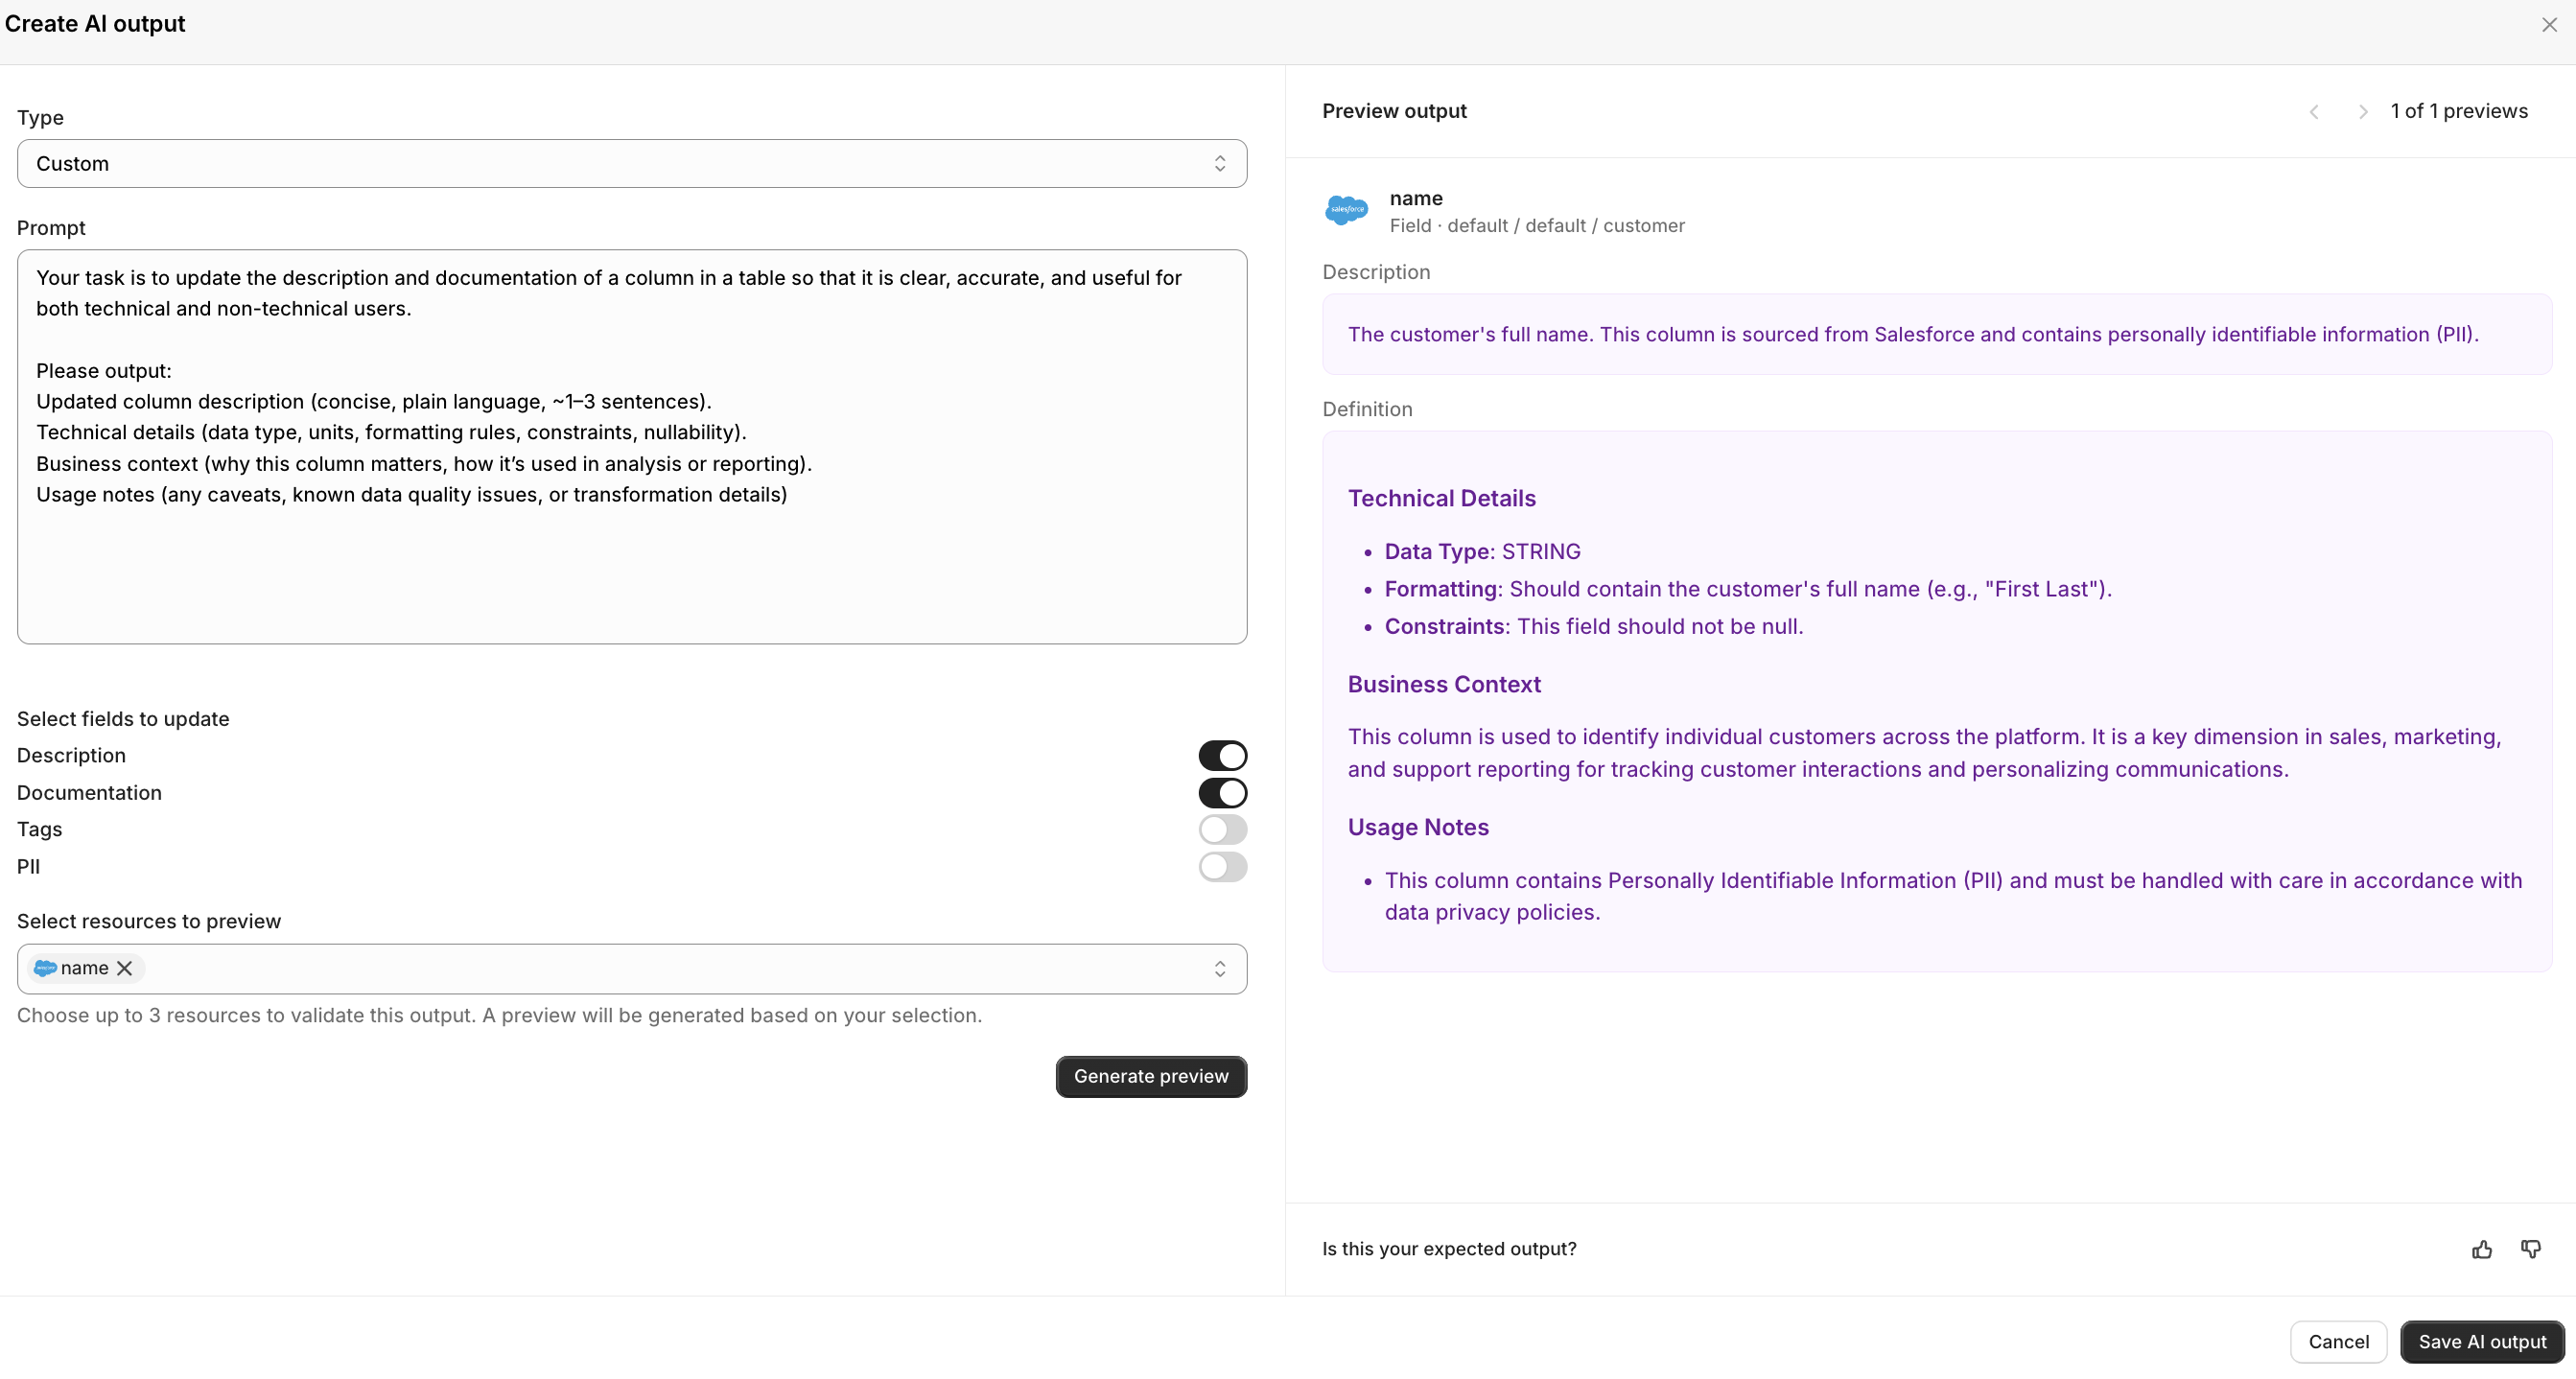 Create AI output
Type
Custom
Prompt
Your task is to update the description and documentation of a column in a table so that it is clear, accurate, and useful for
both technical and non-technical users.
Please output:
Updated column description (concise, plain language, ~1–3 sentences).
Technical details (data type, units, formatting rules, constraints, nullability).
Business context (why this column matters, how it’s used in analysis or reporting).
Usage notes (any caveats, known data quality issues, or transformation details)
Select fields to update
Description
Documentation
Tags
PII
Select resources to preview
name
Choose up to 3 resources to validate this output. A preview will be generated based on your selection.
Generate preview
Preview output
1 of 1 previews
salesforce
name
Field · default / default / customer
Description
The customer's full name. This column is sourced from Salesforce and contains personally identifiable information (PII).
Definition
Technical Details
• Data Type: STRING
• Formatting: Should contain the customer's full name (e.g., "First Last").
• Constraints: This field should not be null.
Business Context
This column is used to identify individual customers across the platform. It is a key dimension in sales, marketing,
and support reporting for tracking customer interactions and personalizing communications.
Usage Notes
• This column contains Personally Identifiable Information (PII) and must be handled with care in accordance with
data privacy policies.
Is this your expected output?
Cancel
Save AI output